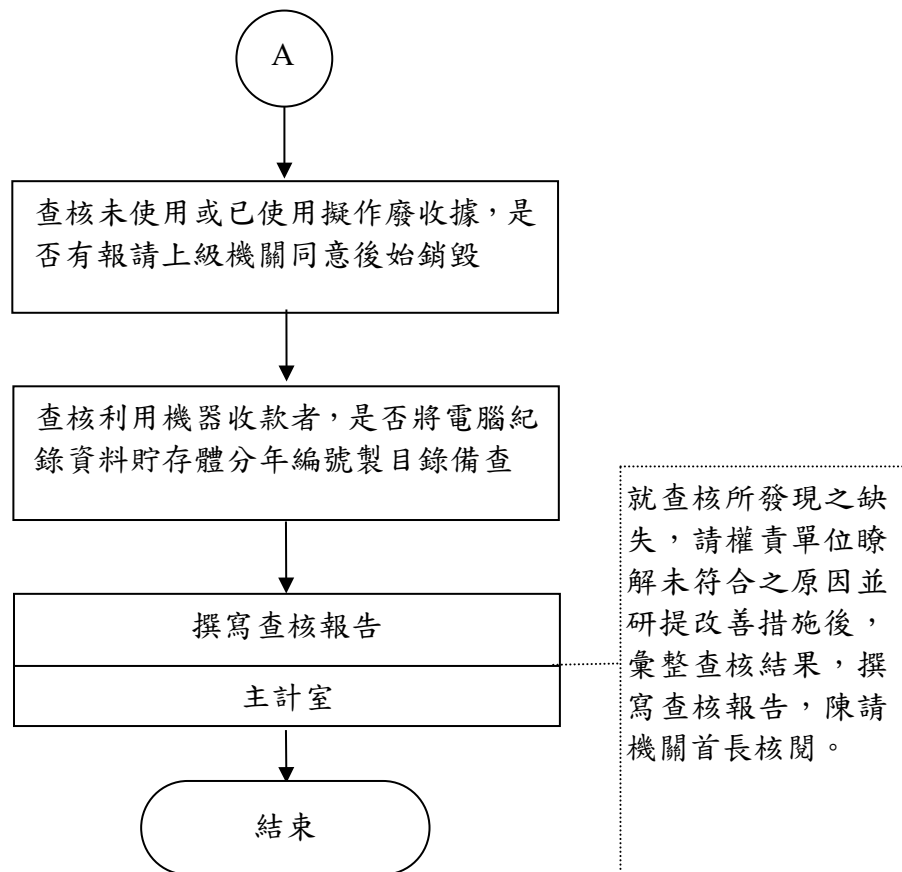 A
查核未使用或已使用擬作廢收據，是
否有報請上級機關同意後始銷毀
查核利用機器收款者，是否將電腦紀
錄資料貯存體分年編號製目錄備查
撰寫查核報告
主計室
就查核所發現之缺
失，請權責單位瞭
解未符合之原因並
研提改善措施後，
彙整查核結果，撰
寫查核報告，陳請
機關首長核閱。
結束